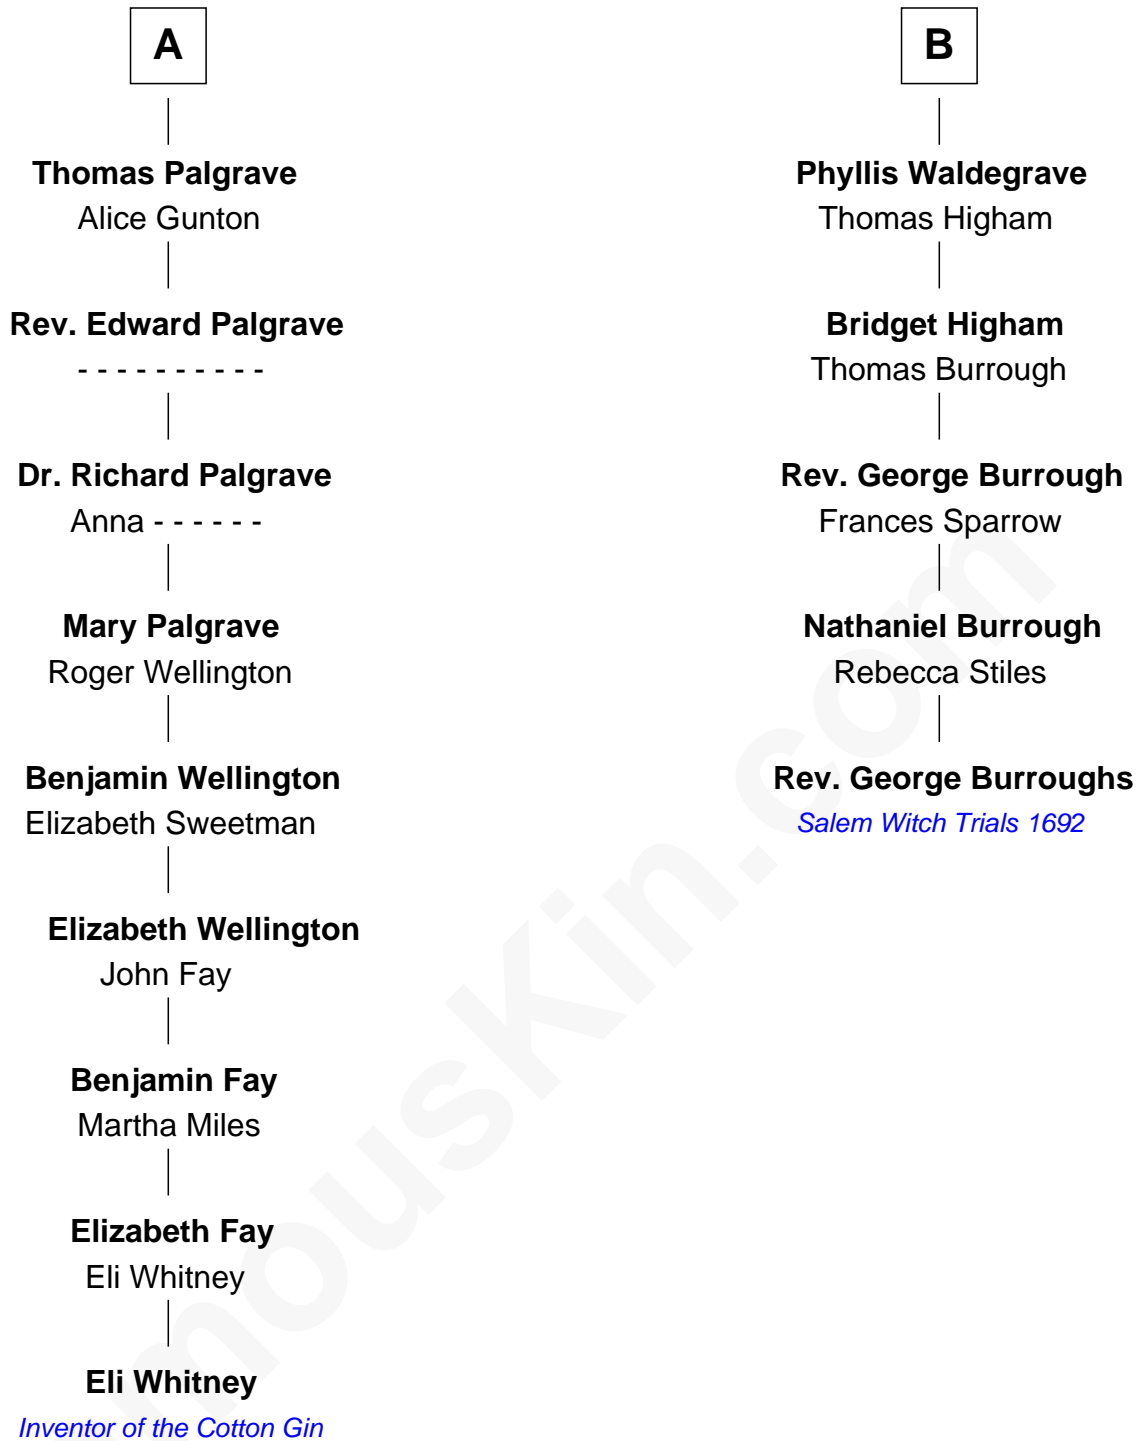 A
Thomas Palgrave
Alice Gunton
Rev. Edward Palgrave
- - - - - - - - - -
Dr. Richard Palgrave
Anna - - - - - -
Mary Palgrave
Roger Wellington
Benjamin Wellington
Elizabeth Sweetman
Elizabeth Wellington
John Fay
Benjamin Fay
Martha Miles
Elizabeth Fay
Eli Whitney
Eli Whitney
Inventor of the Cotton Gin
B
Phyllis Waldegrave
Thomas Higham
Bridget Higham
Thomas Burrough
Rev. George Burrough
Frances Sparrow
Nathaniel Burrough
Rebecca Stiles
Rev. George Burroughs
Salem Witch Trials 1692
mouskin.com